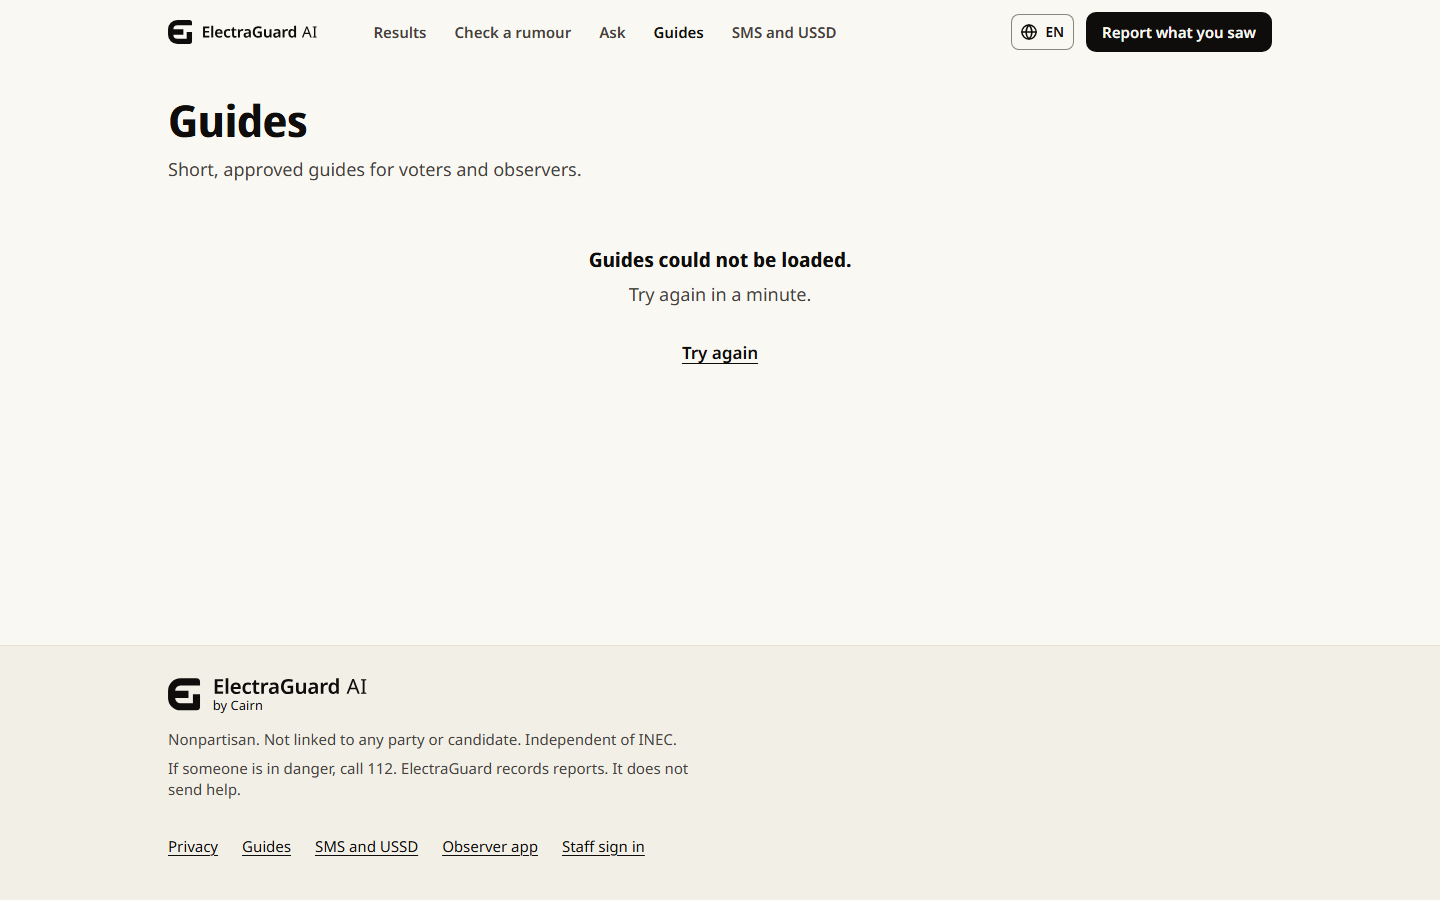 ElectraGuard AI
Results
Check a rumour
Ask
Guides
SMS and USSD
EN
Report what you saw
Guides
Short, approved guides for voters and observers.
Guides could not be loaded.
Try again in a minute.
Try again
ElectraGuard AI
by Cairn
Nonpartisan. Not linked to any party or candidate. Independent of INEC.
If someone is in danger, call 112. ElectraGuard records reports. It does not
send help.
Privacy
Guides
SMS and USSD
Observer app
Staff sign in